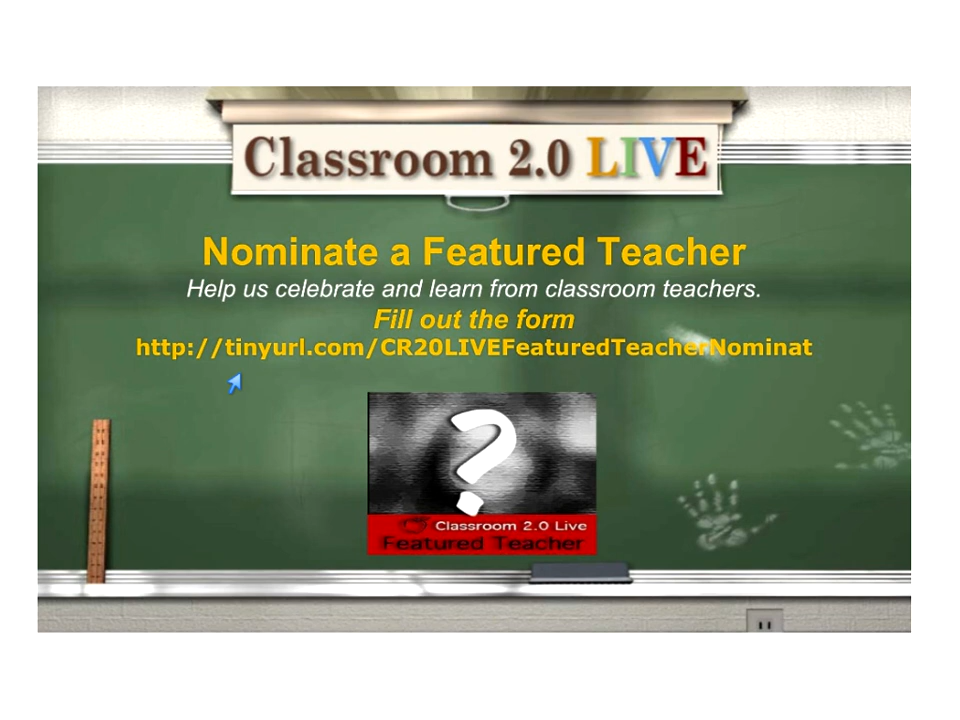 Classroom 2.0 LIVE
Nominate a Featured Teacher
Help us celebrate and learn from classroom teachers.
Fill out the form
http://tinyurl.com/CR20LIVEFeaturedTeacherNominat
?
Classroom 2.0 Live
Featured Teacher